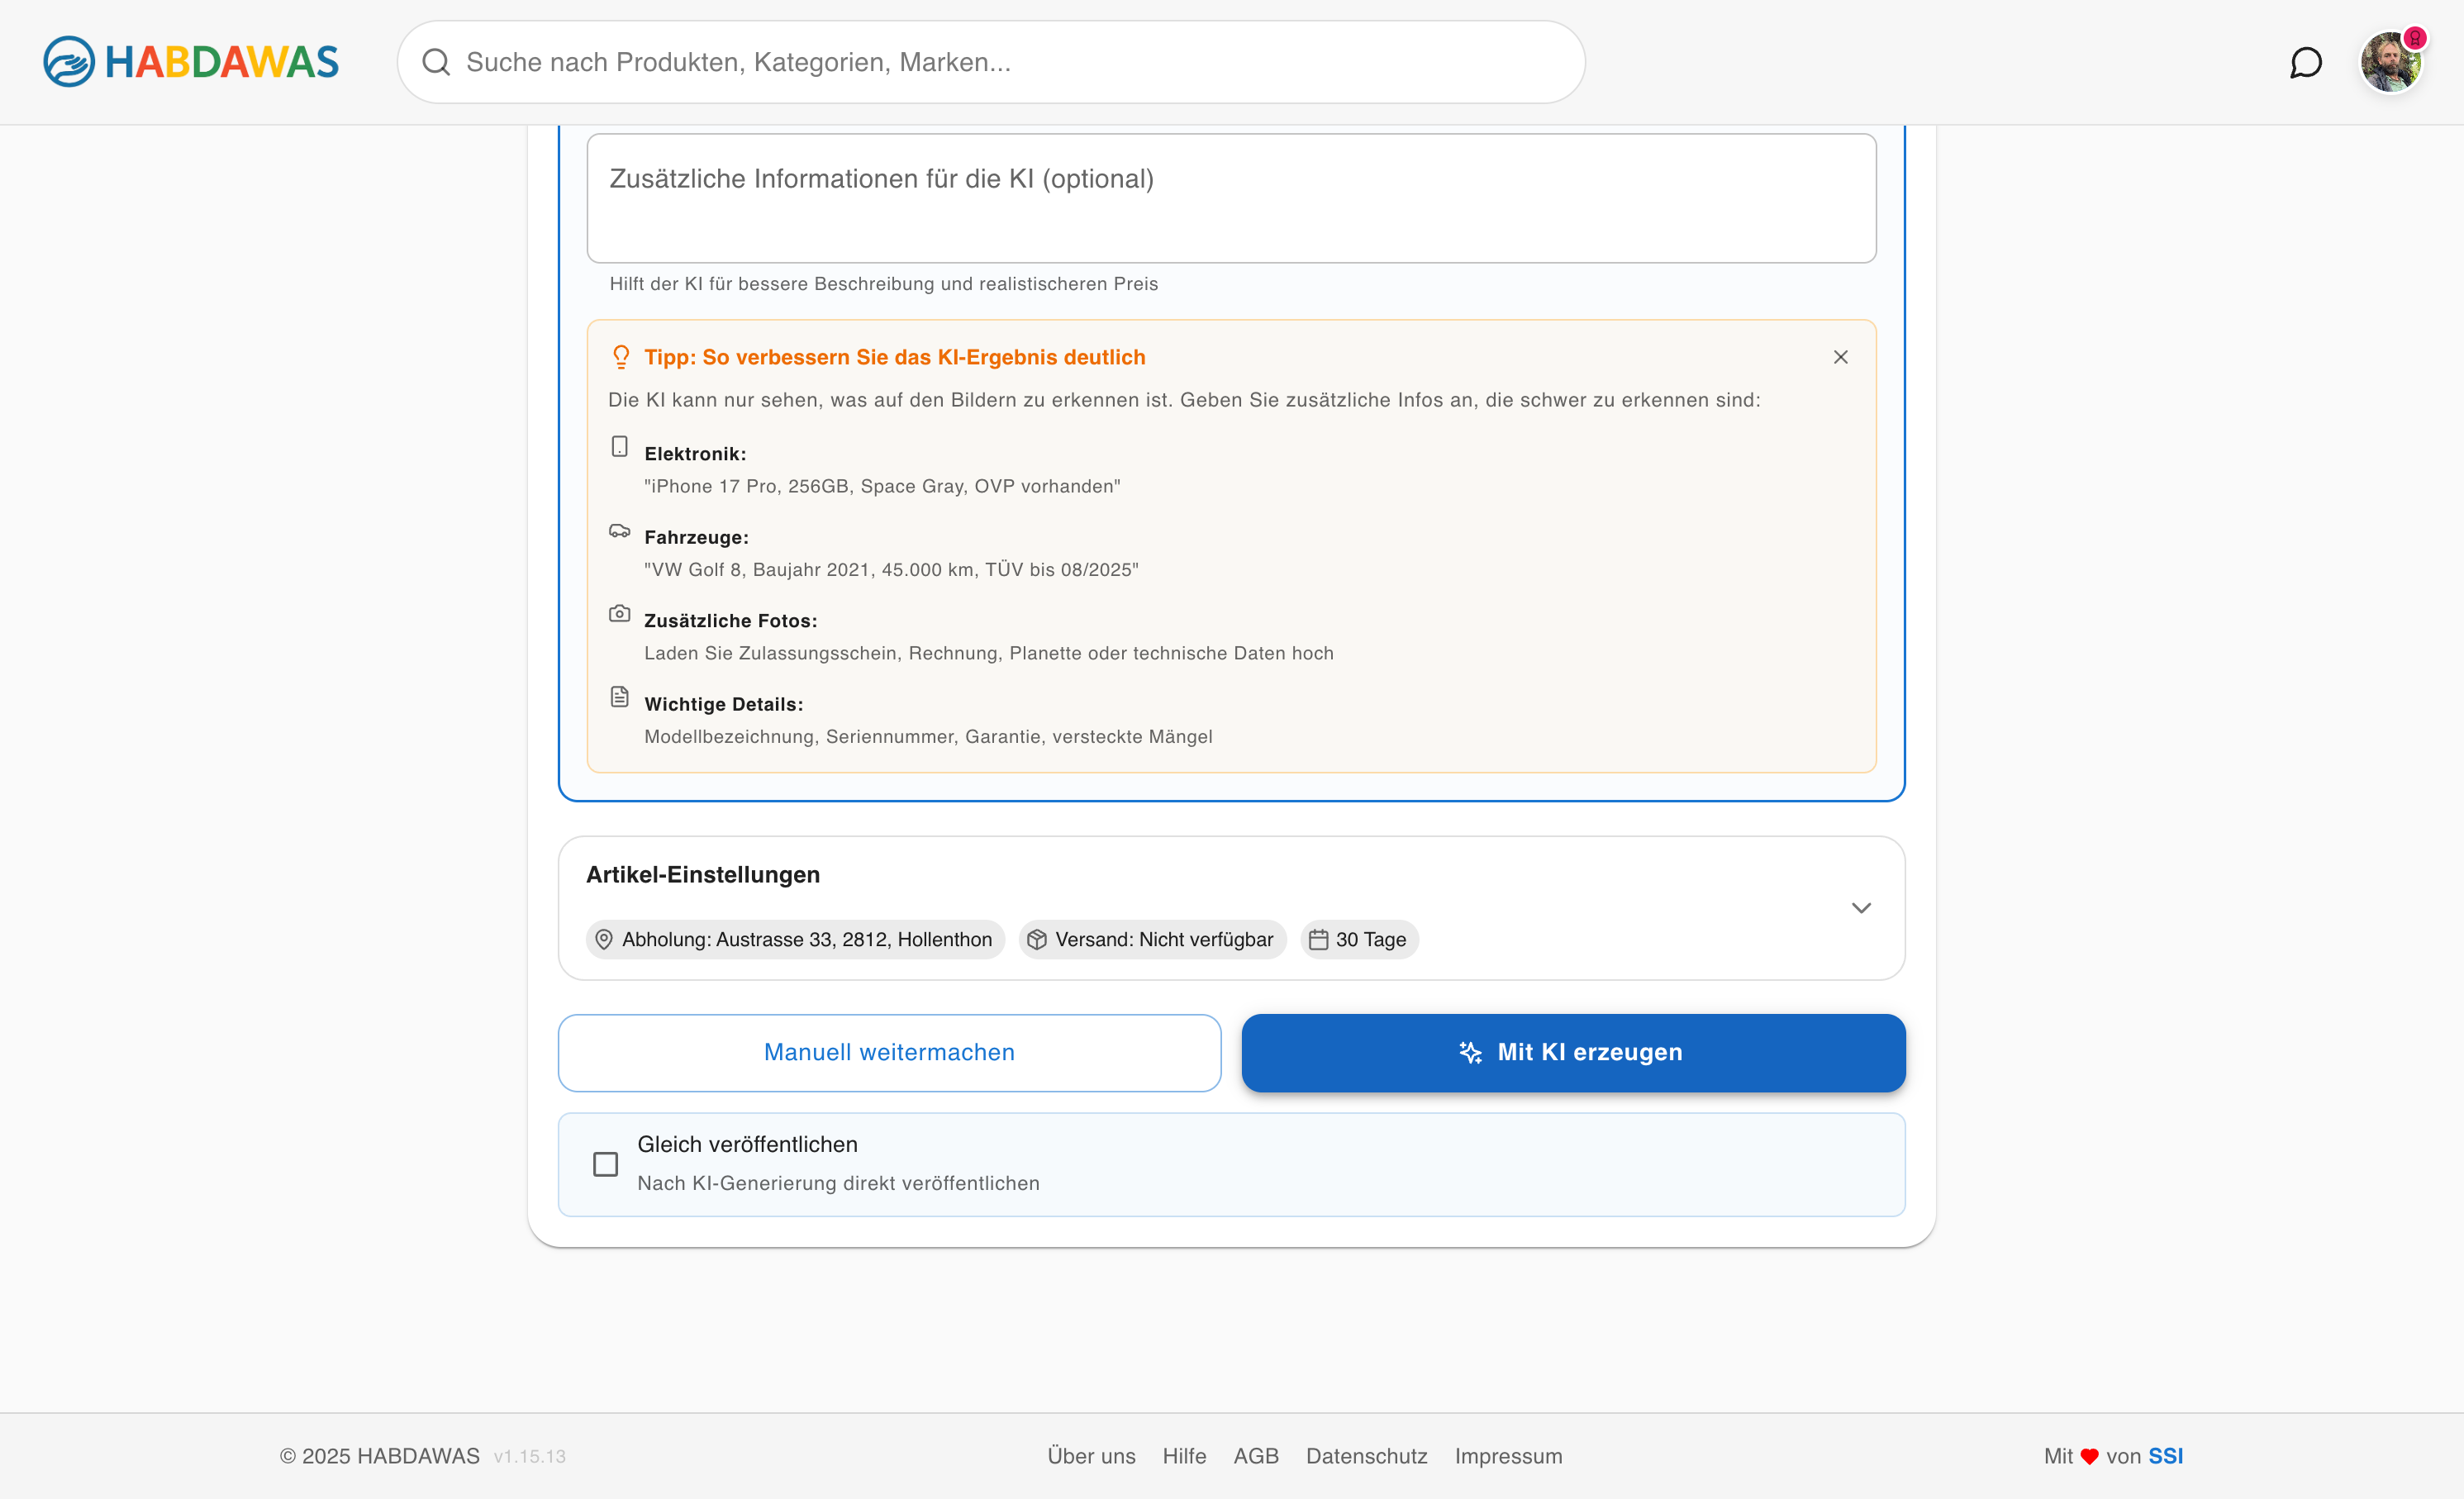 HABDAWAS
Suche nach Produkten, Kategorien, Marken...
Zusätzliche Informationen für die KI (optional)
Hilft der KI für bessere Beschreibung und realistischeren Preis
Tipp: So verbessern Sie das KI-Ergebnis deutlich
Die KI kann nur sehen, was auf den Bildern zu erkennen ist. Geben Sie zusätzliche Infos an, die schwer zu erkennen sind:
Elektronik:
"iPhone 17 Pro, 256GB, Space Gray, OVP vorhanden"
Fahrzeuge:
"VW Golf 8, Baujahr 2021, 45.000 km, TÜV bis 08/2025"
Zusätzliche Fotos:
Laden Sie Zulassungsschein, Rechnung, Planette oder technische Daten hoch
Wichtige Details:
Modellbezeichnung, Seriennummer, Garantie, versteckte Mängel
Artikel-Einstellungen
Abholung: Austrasse 33, 2812, Hollenthon Versand: Nicht verfügbar 30 Tage
Manuell weitermachen Mit KI erzeugen
Gleich veröffentlichen
Nach KI-Generierung direkt veröffentlichen
© 2025 HABDAWAS v1.15.13 Über uns Hilfe AGB Datenschutz Impressum Mit ❤ von SSI